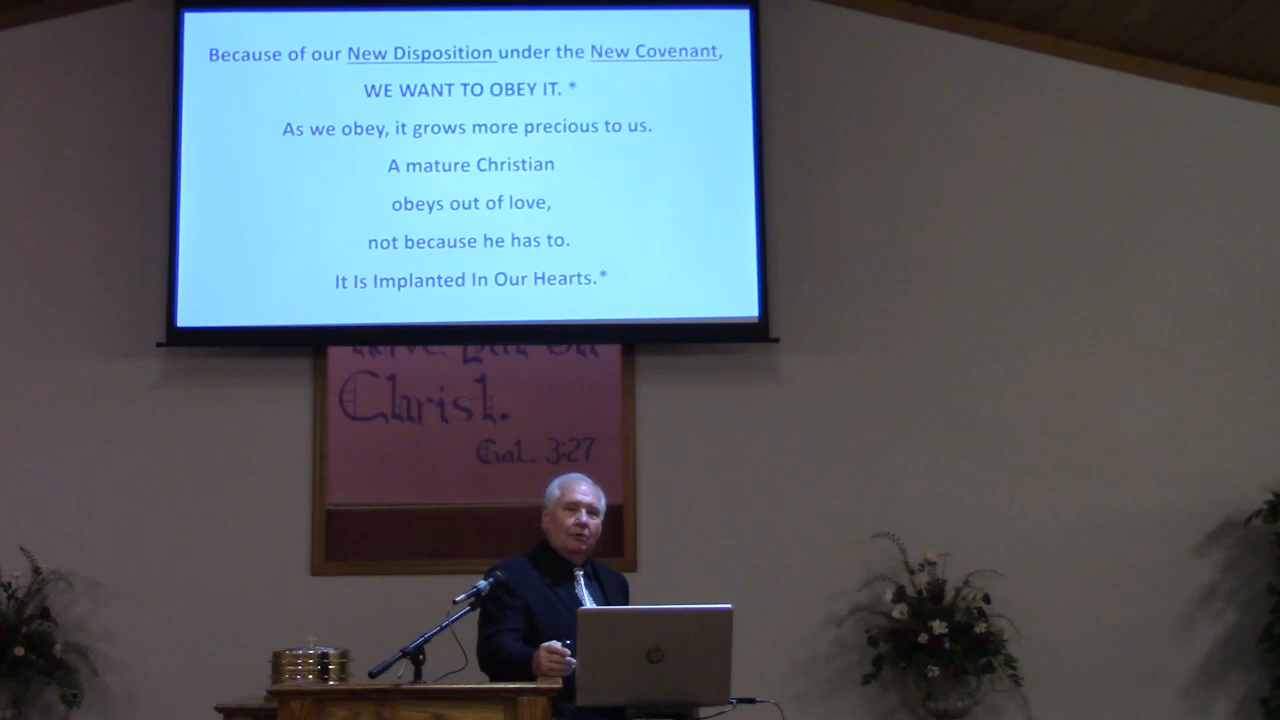 Because of our New Disposition under the New Covenant,
WE WANT TO OBEY IT. *
As we obey, it grows more precious to us.
A mature Christian
obeys out of love,
not because he has to.
It Is Implanted In Our Hearts.*
Christ.
Gal. 3:27
hp